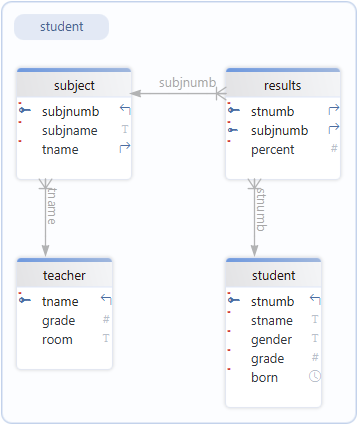 student
subject
subjnumb
subjname T
tname
subjnumb
results
stnumb
subjnumb
percent #
tname
stnumb
teacher
tname
grade #
room T
student
stnumb
stname T
gender T
grade #
born